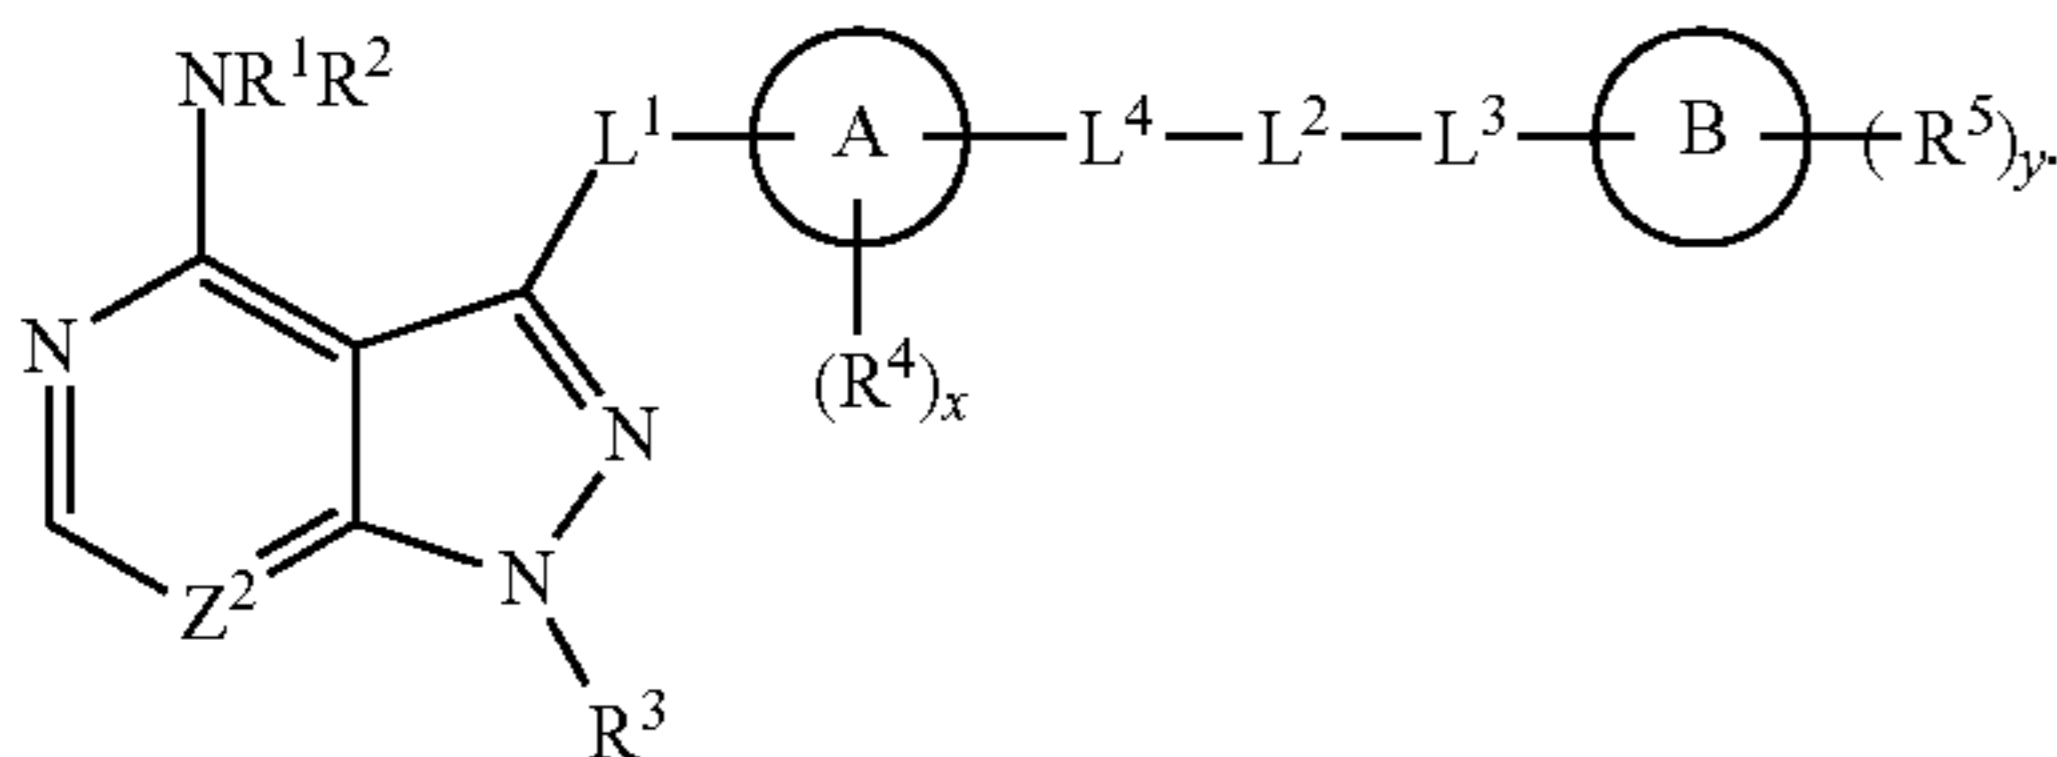 NR¹R²
L¹ A L⁴ L² L³ B (R⁵)y.
N
(R⁴)x
N
N
Z²
R³